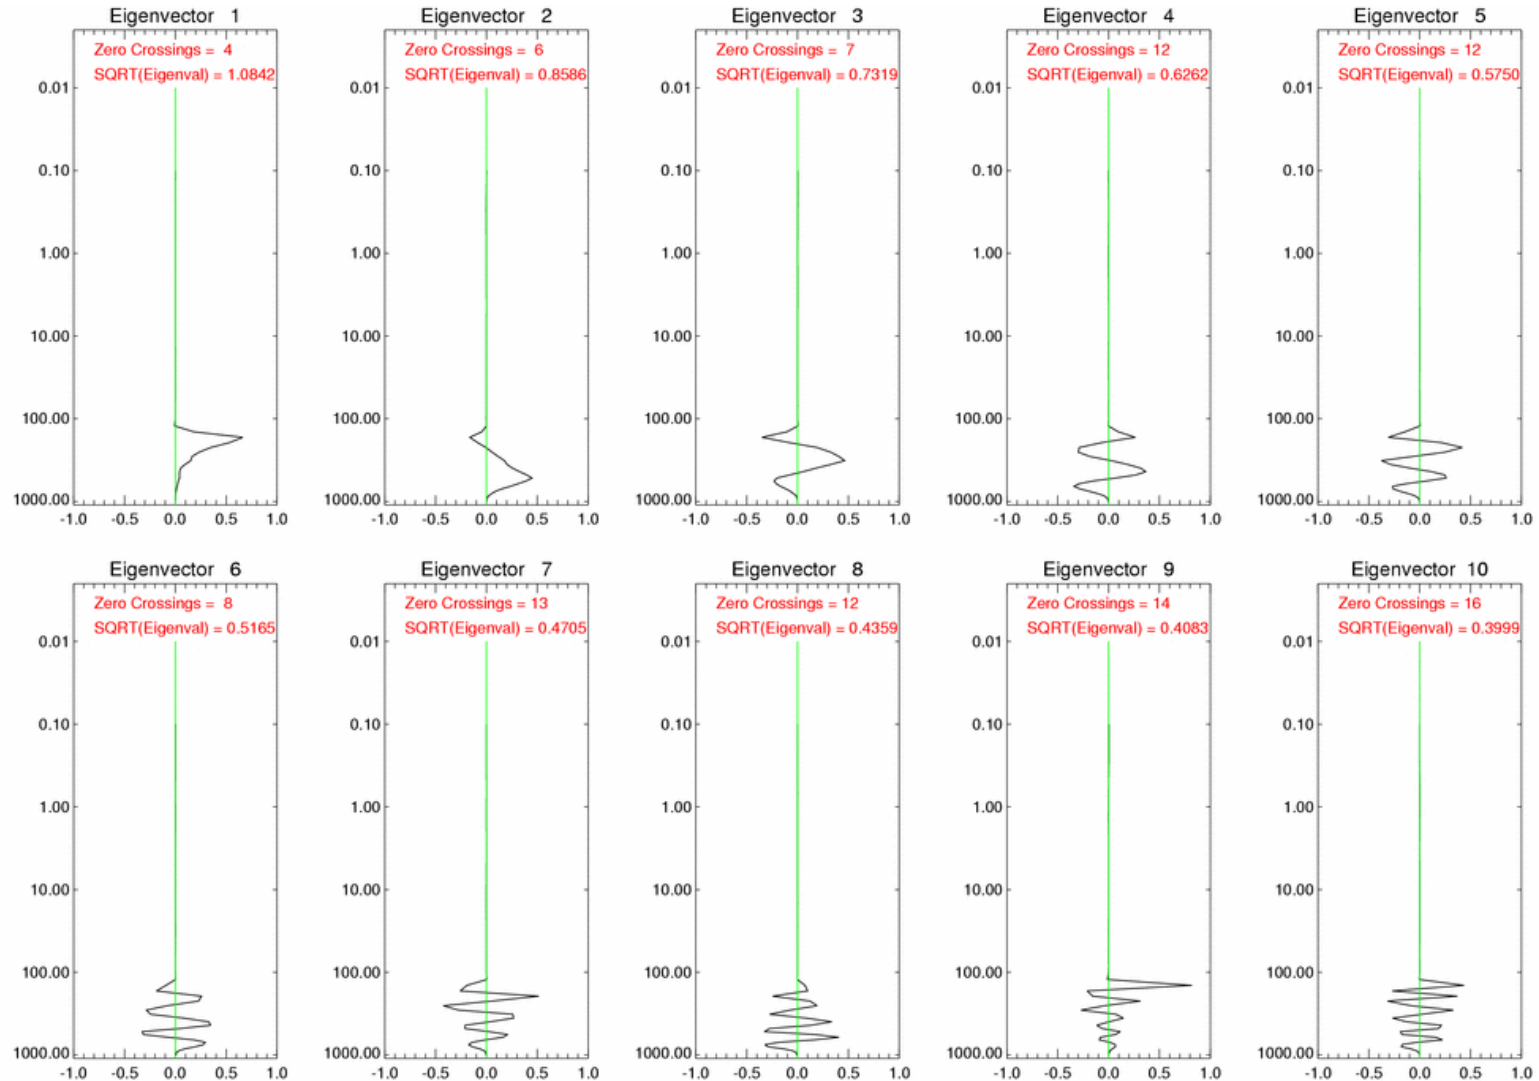 Eigenvector 1
Zero Crossings = 4
SQRT(Eigenval) = 1.0842
0.01
0.10
1.00
10.00
100.00
1000.00
-1.0 -0.5 0.0 0.5 1.0
Eigenvector 2
Zero Crossings = 6
SQRT(Eigenval) = 0.8586
0.01
0.10
1.00
10.00
100.00
1000.00
-1.0 -0.5 0.0 0.5 1.0
Eigenvector 3
Zero Crossings = 7
SQRT(Eigenval) = 0.7319
0.01
0.10
1.00
10.00
100.00
1000.00
-1.0 -0.5 0.0 0.5 1.0
Eigenvector 4
Zero Crossings = 12
SQRT(Eigenval) = 0.6262
0.01
0.10
1.00
10.00
100.00
1000.00
-1.0 -0.5 0.0 0.5 1.0
Eigenvector 5
Zero Crossings = 12
SQRT(Eigenval) = 0.5750
0.01
0.10
1.00
10.00
100.00
1000.00
-1.0 -0.5 0.0 0.5 1.0
Eigenvector 6
Zero Crossings = 8
SQRT(Eigenval) = 0.5165
0.01
0.10
1.00
10.00
100.00
1000.00
-1.0 -0.5 0.0 0.5 1.0
Eigenvector 7
Zero Crossings = 13
SQRT(Eigenval) = 0.4705
0.01
0.10
1.00
10.00
100.00
1000.00
-1.0 -0.5 0.0 0.5 1.0
Eigenvector 8
Zero Crossings = 12
SQRT(Eigenval) = 0.4359
0.01
0.10
1.00
10.00
100.00
1000.00
-1.0 -0.5 0.0 0.5 1.0
Eigenvector 9
Zero Crossings = 14
SQRT(Eigenval) = 0.4083
0.01
0.10
1.00
10.00
100.00
1000.00
-1.0 -0.5 0.0 0.5 1.0
Eigenvector 10
Zero Crossings = 16
SQRT(Eigenval) = 0.3999
0.01
0.10
1.00
10.00
100.00
1000.00
-1.0 -0.5 0.0 0.5 1.0